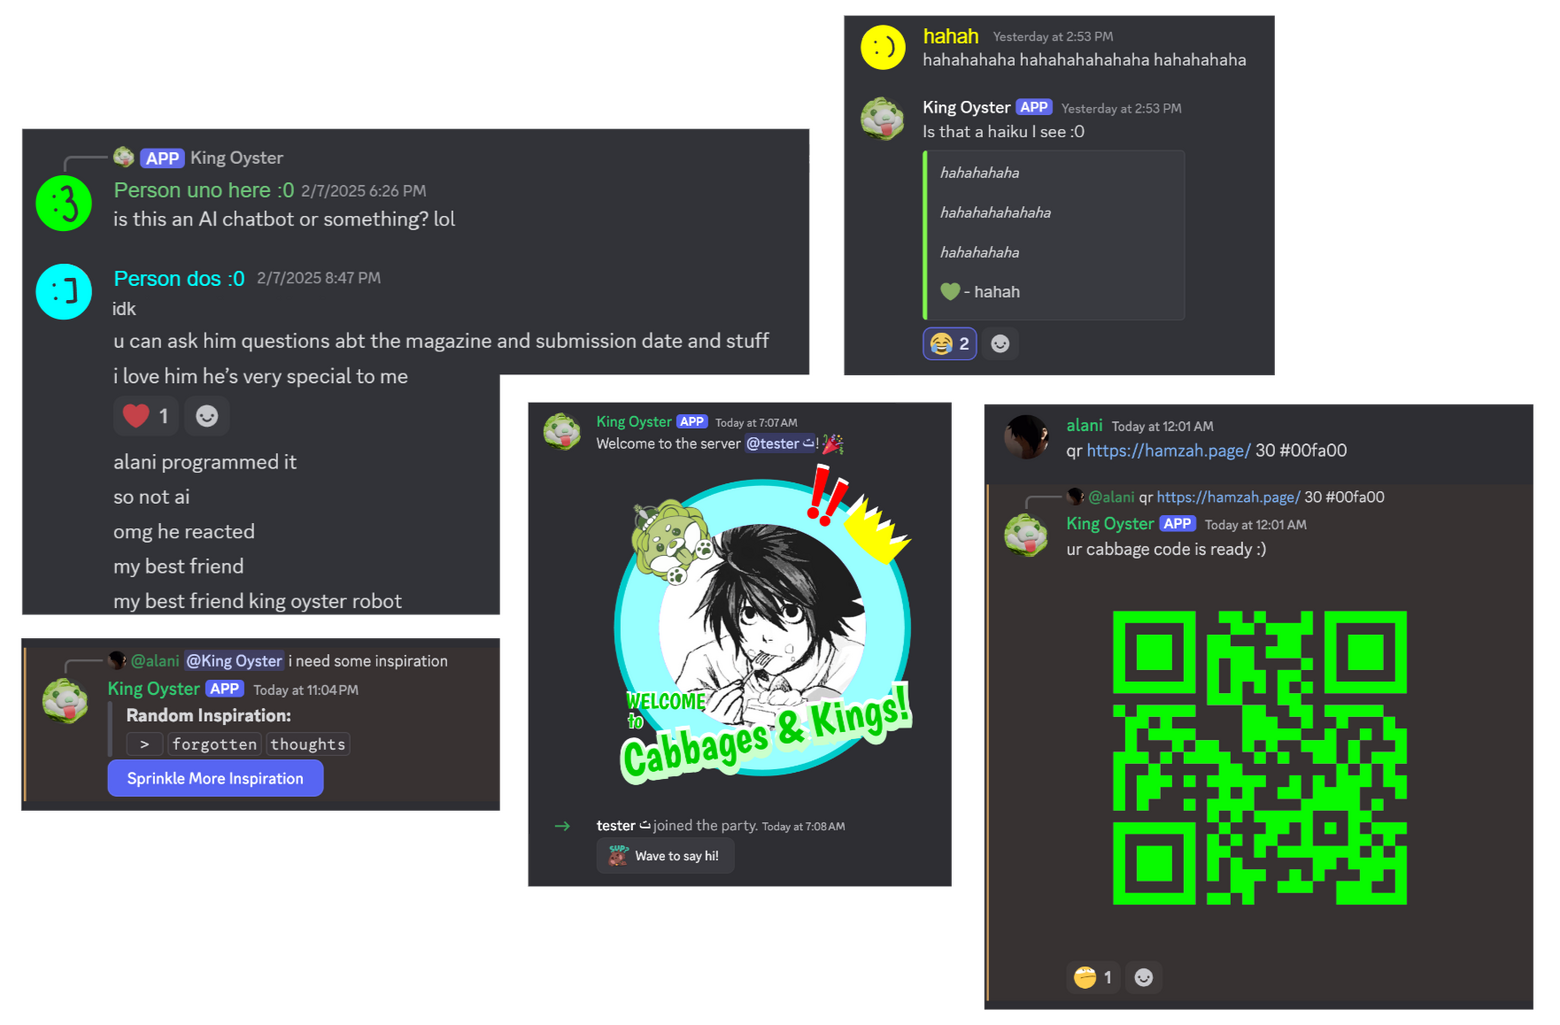 APP King Oyster
Person uno here :0 2/7/2025 6:26 PM
is this an AI chatbot or something? lol
Person dos :0 2/7/2025 8:47 PM
idk
u can ask him questions abt the magazine and submission date and stuff
i love him he's very special to me
1
alani programmed it
so not ai
omg he reacted
my best friend
my best friend king oyster robot
@alani @King Oyster i need some inspiration
King Oyster APP Today at 11:04 PM
Random Inspiration:
> forgotten thoughts
Sprinkle More Inspiration
hahah Yesterday at 2:53 PM
hahahahaha hahahahahahaha hahahahaha
King Oyster APP Yesterday at 2:53 PM
Is that a haiku I see :0
hahahahaha
hahahahahahaha
hahahahaha
💚 - hahah
😂 2
King Oyster APP Today at 7:07 AM
Welcome to the server @tester ت! 🎉
WELCOME
to
Cabbages & Kings!
tester ت joined the party. Today at 7:08 AM
SUP?
Wave to say hi!
alani Today at 12:01 AM
qr https://hamzah.page/ 30 #00fa00
@alani qr https://hamzah.page/ 30 #00fa00
King Oyster APP Today at 12:01 AM
ur cabbage code is ready :)
1